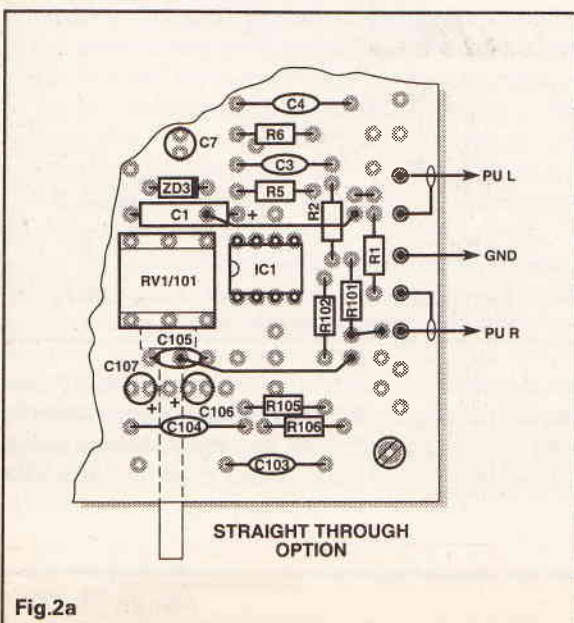 C4
R6
C7
C3
ZD3
R5
PU L
C1
+
R2
R1
GND
RV1/101
IC1
R102
R101
PU R
C105
C107
+
+
C106
R105
C104
R106
C103
STRAIGHT THROUGH
OPTION
Fig.2a